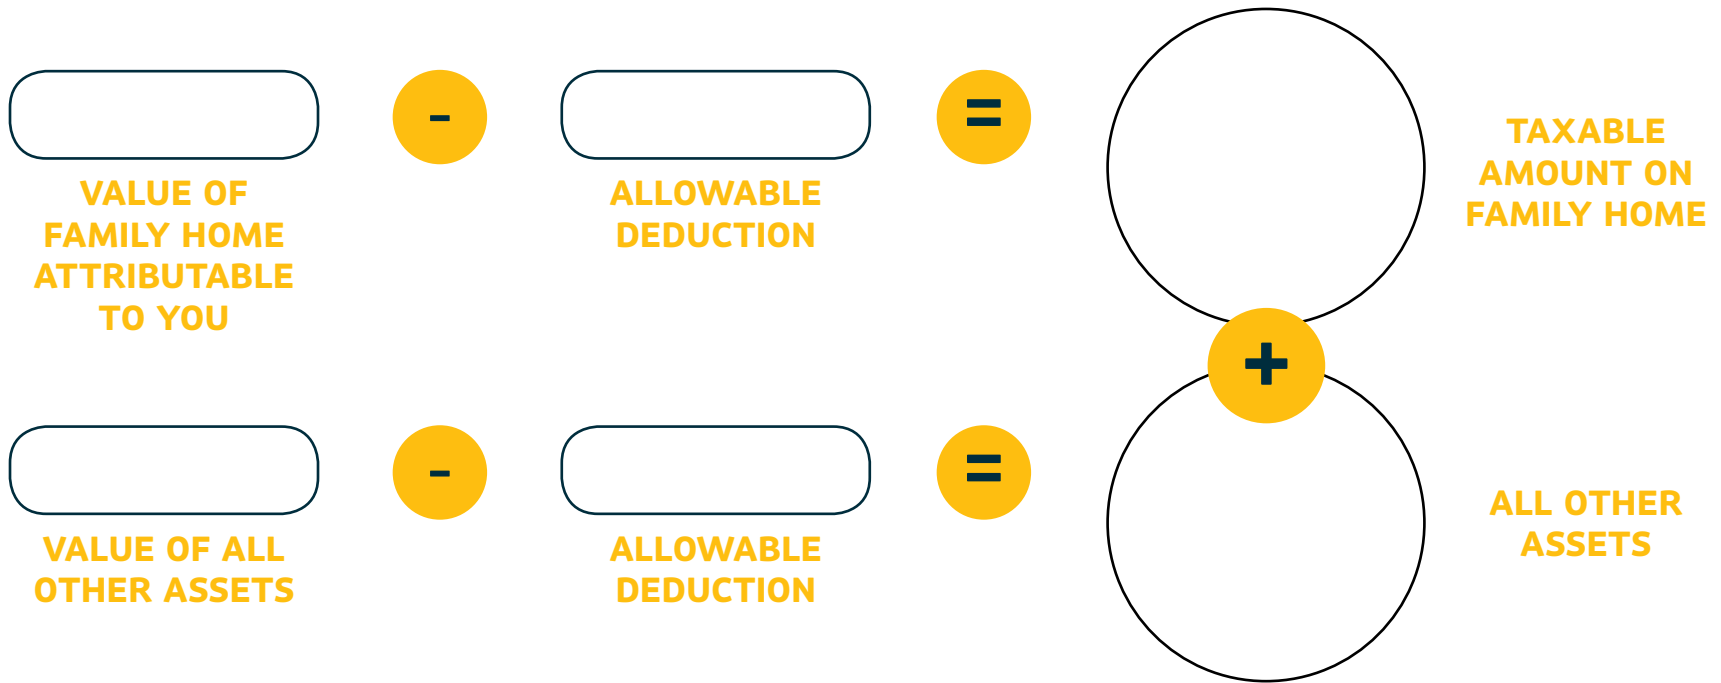 -
=
VALUE OF
FAMILY HOME
ATTRIBUTABLE
TO YOU
ALLOWABLE
DEDUCTION
TAXABLE
AMOUNT ON
FAMILY HOME
+
-
=
VALUE OF ALL
OTHER ASSETS
ALLOWABLE
DEDUCTION
ALL OTHER
ASSETS